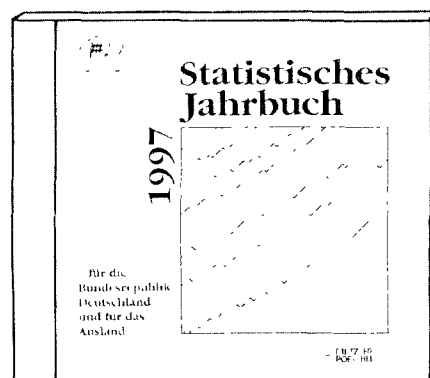 Statistisches
Jahrbuch
1997
für die
Bundesrepublik
Deutschland
und für das
Ausland